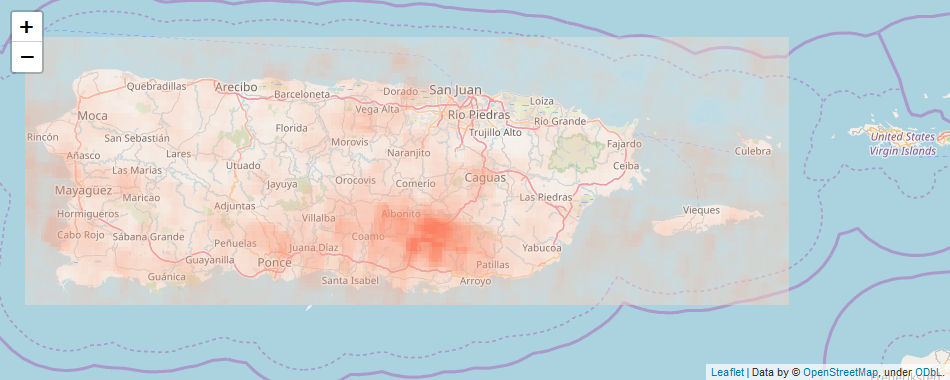 +
−
Quebradillas
Arecibo
Barceloneta
Dorado
San Juan
Loíza
Moca
Vega Alta
Río Piedras
Río Grande
Rincón
San Sebastián
Florida
Morovis
Trujillo Alto
Fajardo
United States
Virgin Islands
Añasco
Lares
Naranjito
Culebra
Las Marías
Utuado
Ceiba
Mayagüez
Maricao
Jayuya
Orocovis
Comerio
Caguas
Las Piedras
Hormigueros
Adjuntas
Villalba
Aibonito
Vieques
Cabo Rojo
Sabana Grande
Peñuelas
Juana Díaz
Coamo
Yabucoa
Guayanilla
Ponce
Patillas
Guánica
Santa Isabel
Arroyo
Leaflet | Data by © OpenStreetMap, under ODbL.